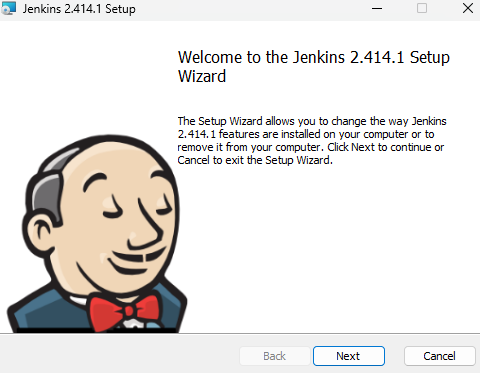 Jenkins 2.414.1 Setup
Welcome to the Jenkins 2.414.1 Setup
Wizard
The Setup Wizard allows you to change the way Jenkins
2.414.1 features are installed on your computer or to
remove it from your computer. Click Next to continue or
Cancel to exit the Setup Wizard.
Back
Next
Cancel